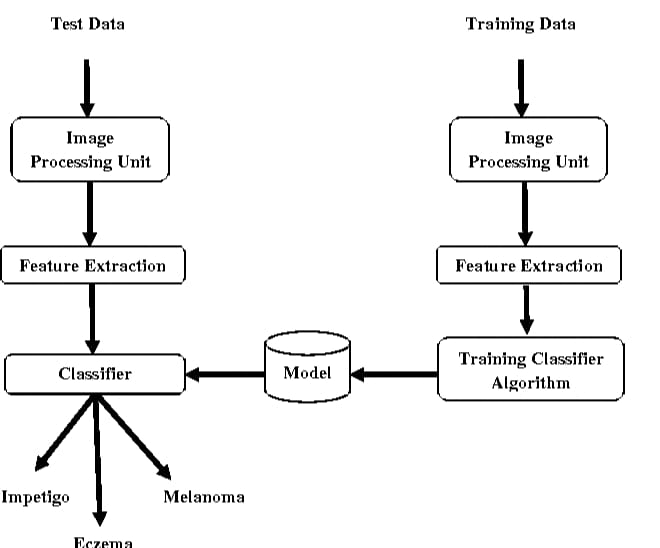 Test Data
Training Data
Image
Processing Unit
Image
Processing Unit
Feature Extraction
Feature Extraction
Classifier
Model
Training Classifier
Algorithm
Impetigo
Melanoma
Eczema